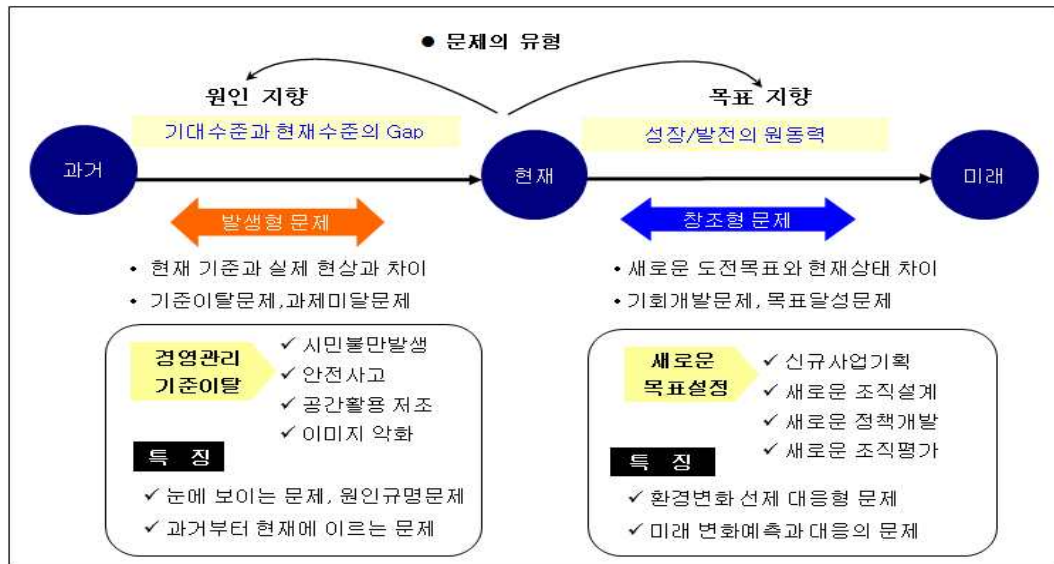 ● 문제의 유형
원인 지향
목표 지향
기대수준과 현재수준의 Gap
성장/발전의 원동력
과거
현재
미래
발생형 문제
창조형 문제
• 현재 기준과 실제 현상과 차이
• 기준이탈문제,과제미달문제
• 새로운 도전목표와 현재상태 차이
• 기회개발문제, 목표달성문제
경영관리
기준이탈
✓ 시민불만발생
✓ 안전사고
✓ 공간활용 저조
✓ 이미지 악화
특 징
✓ 눈에 보이는 문제, 원인규명문제
✓ 과거부터 현재에 이르는 문제
새로운
목표설정
✓ 신규사업기획
✓ 새로운 조직설계
✓ 새로운 정책개발
✓ 새로운 조직평가
특 징
✓ 환경변화 선제 대응형 문제
✓ 미래 변화예측과 대응의 문제